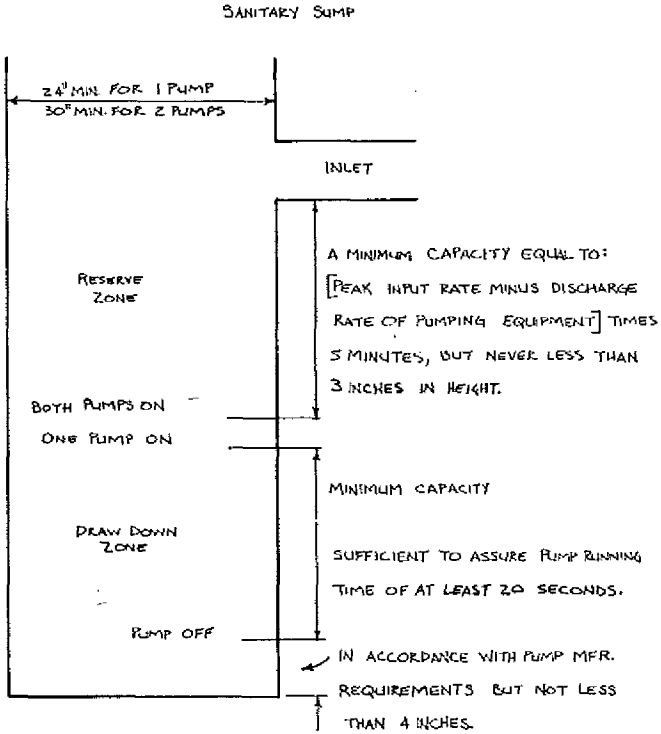 SANITARY SUMP
24" MIN. FOR 1 PUMP
30" MIN. FOR 2 PUMPS
INLET
RESERVE
ZONE
A MINIMUM CAPACITY EQUAL TO:
[PEAK INPUT RATE MINUS DISCHARGE
RATE OF PUMPING EQUIPMENT] TIMES
5 MINUTES, BUT NEVER LESS THAN
3 INCHES IN HEIGHT.
BOTH PUMPS ON
ONE PUMP ON
MINIMUM CAPACITY
SUFFICIENT TO ASSURE PUMP RUNNING
TIME OF AT LEAST 20 SECONDS.
DRAW DOWN
ZONE
PUMP OFF
IN ACCORDANCE WITH PUMP MFR.
REQUIREMENTS BUT NOT LESS
THAN 4 INCHES.